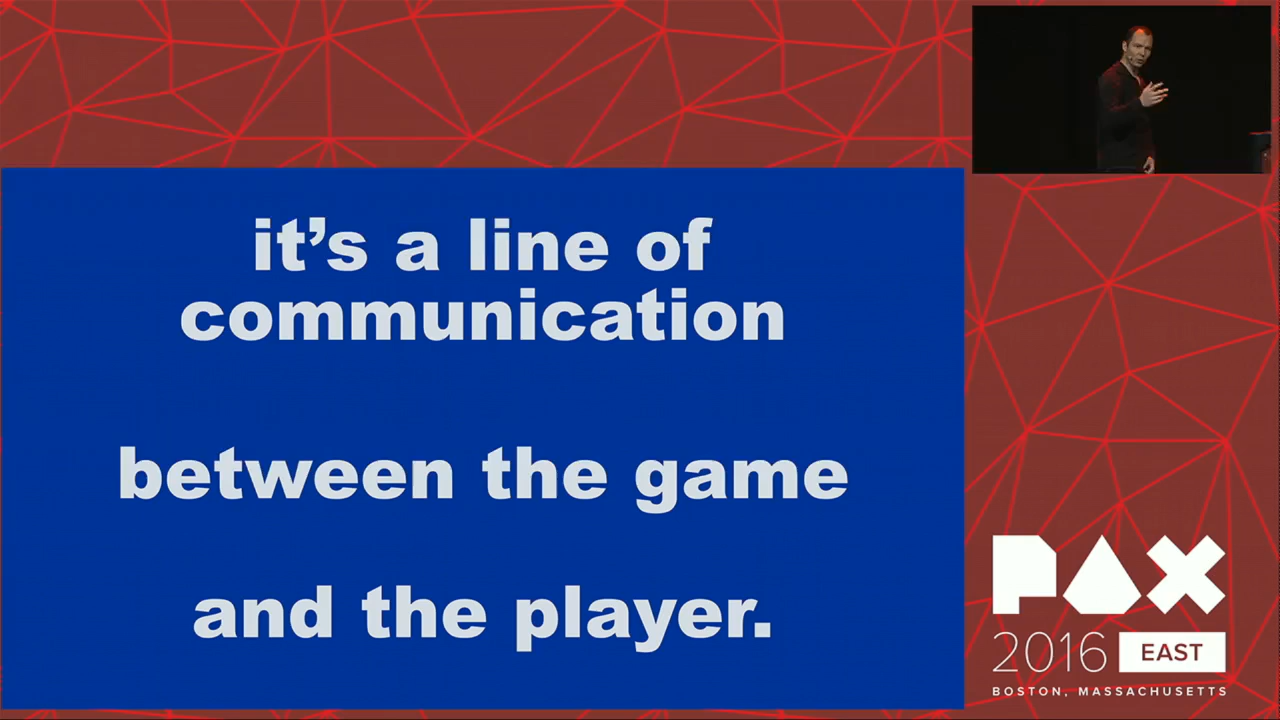 it’s a line of
communication
between the game
and the player.
PAX
2016 EAST
BOSTON, MASSACHUSETTS